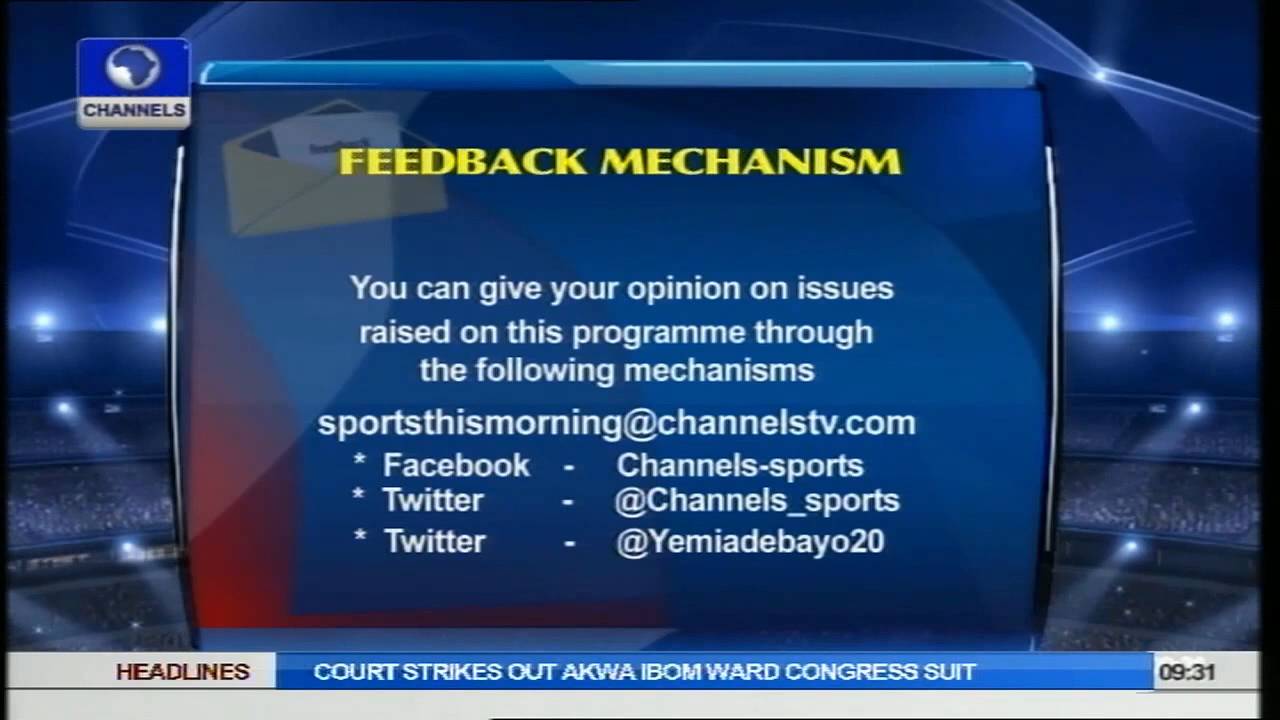 CHANNELS
FEEDBACK MECHANISM
You can give your opinion on issues
raised on this programme through
the following mechanisms
sportsthismorning@channelstv.com
* Facebook - Channels-sports
* Twitter - @Channels_sports
* Twitter - @Yemiadebayo20
HEADLINES COURT STRIKES OUT AKWA IBOM WARD CONGRESS SUIT 09:31